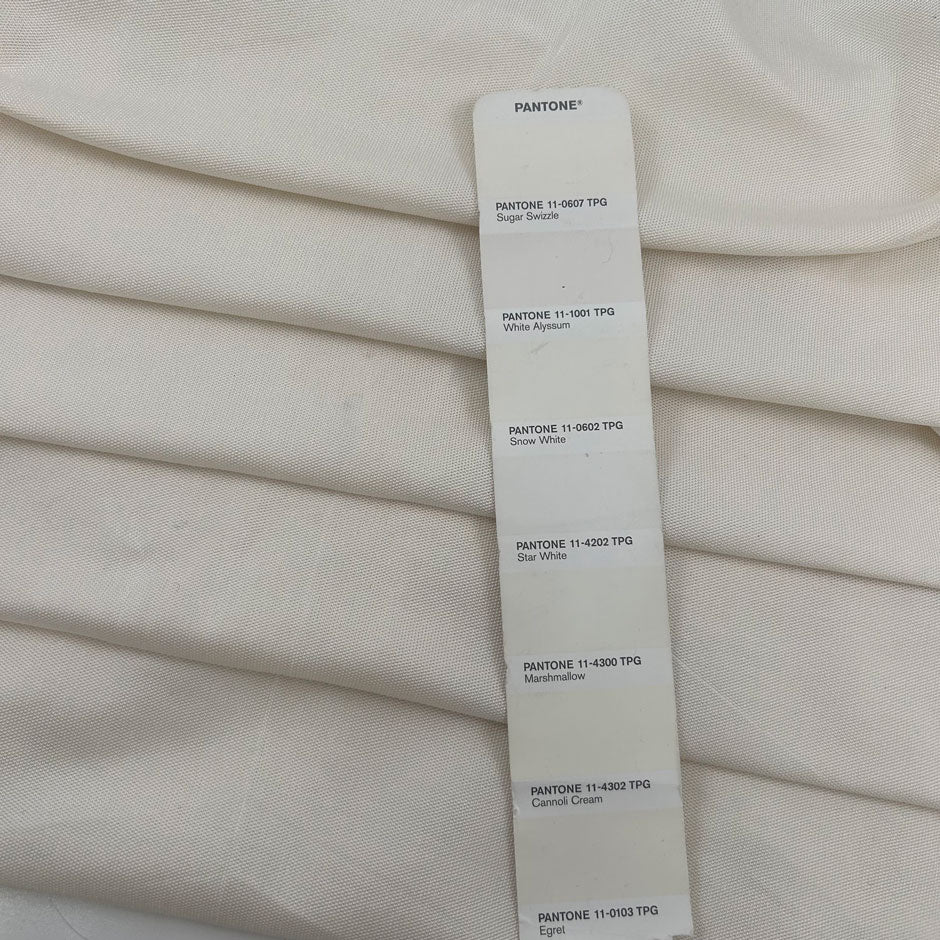 PANTONE®
PANTONE 11-0607 TPG
Sugar Swizzle
PANTONE 11-1001 TPG
White Alyssum
PANTONE 11-0602 TPG
Snow White
PANTONE 11-4202 TPG
Star White
PANTONE 11-4300 TPG
Marshmallow
PANTONE 11-4302 TPG
Cannoli Cream
PANTONE 11-0103 TPG
Egret